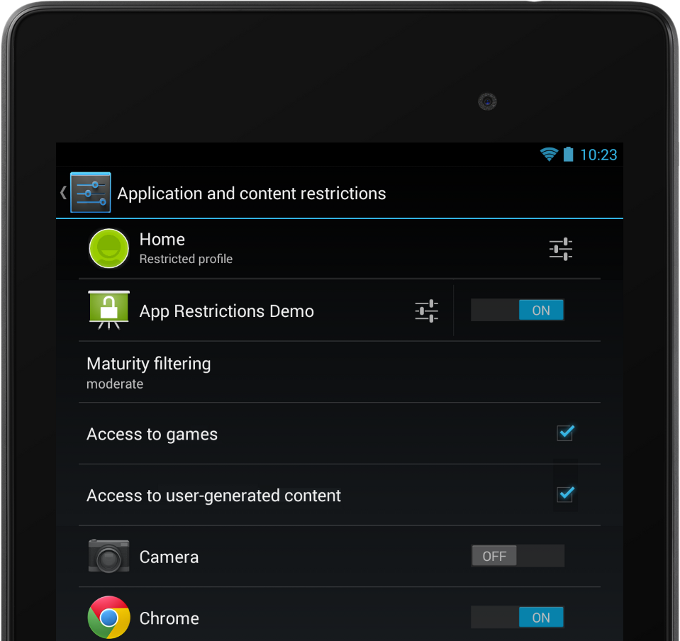 10:23
Application and content restrictions
Home
Restricted profile
App Restrictions Demo
ON
Maturity filtering
moderate
Access to games
Access to user-generated content
Camera
OFF
Chrome
ON